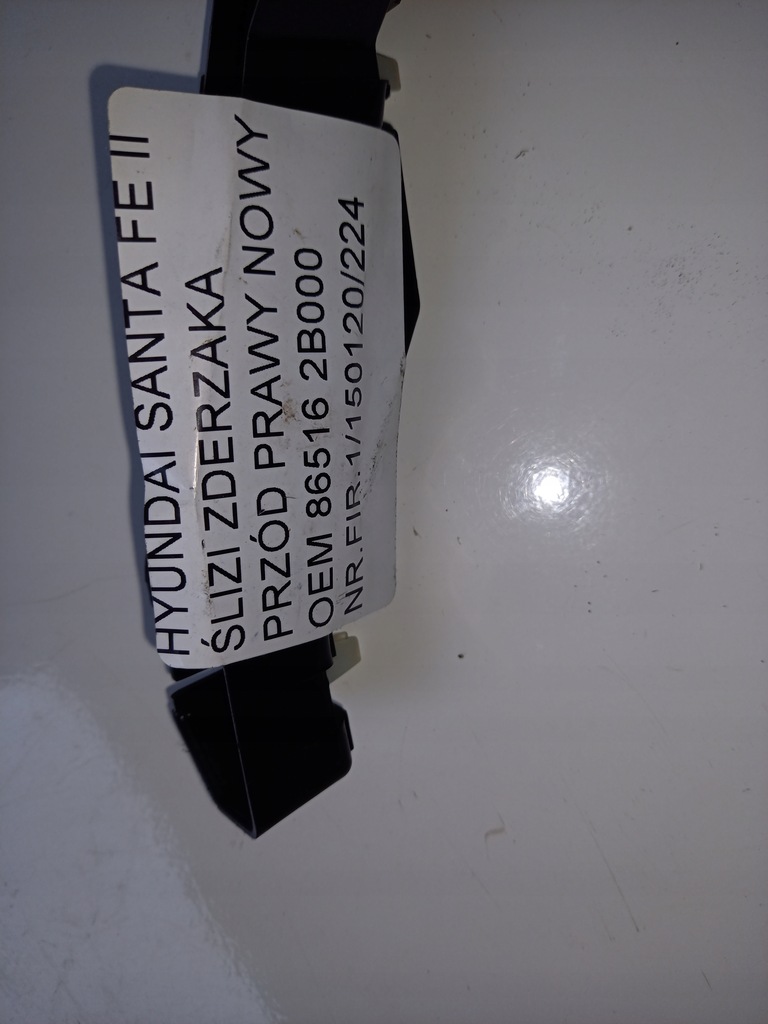 HYUNDAI SANTA FE II
ŚLIZI ZDERZAKA
PRZÓD PRAWY NOWY
OEM 86516 2B000
NR.FIR.1/150120/224